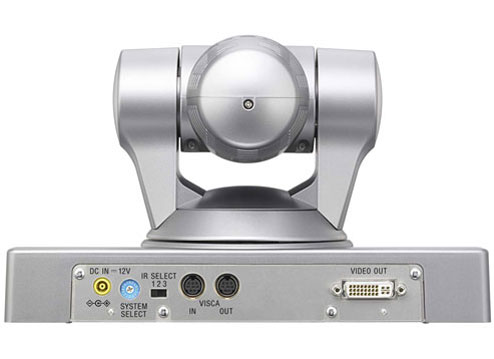 DC IN ⎓ 12V
IR SELECT
1 2 3
VIDEO OUT
SYSTEM
SELECT
VISCA
IN OUT